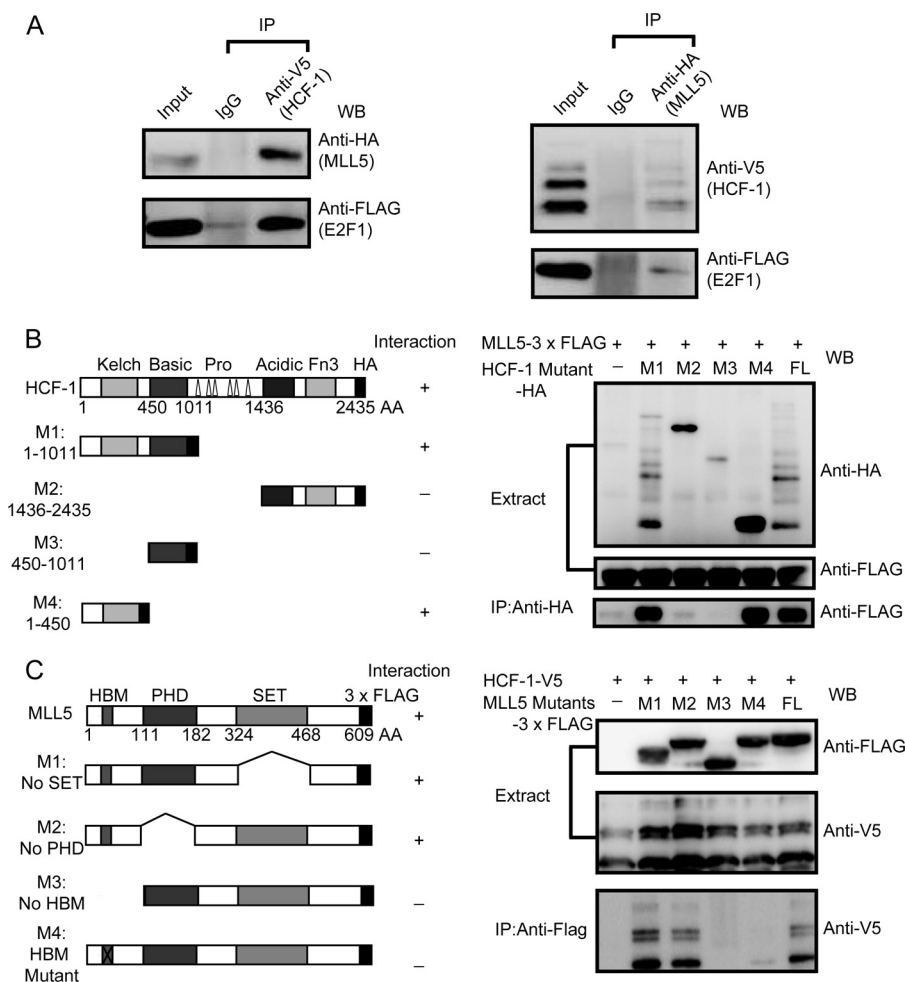 A
IP
Input
IgG
Anti-V5
(HCF-1)
WB
Anti-HA
(MLL5)
Anti-FLAG
(E2F1)
IP
Input
IgG
Anti-HA
(MLL5)
WB
Anti-V5
(HCF-1)
Anti-FLAG
(E2F1)
B
Interaction
Kelch Basic Pro Acidic Fn3 HA
HCF-1 +
1 450 1011 1436 2435 AA
M1:
1-1011 +
M2:
1436-2435 –
M3:
450-1011 –
M4:
1-450 +
MLL5-3 x FLAG + + + + + +
HCF-1 Mutant – M1 M2 M3 M4 FL
-HA
WB
Anti-HA
Extract
Anti-FLAG
IP:Anti-HA
Anti-FLAG
C
Interaction
HBM PHD SET 3 x FLAG
MLL5 +
1 111 182 324 468 609 AA
M1:
No SET +
M2:
No PHD +
M3:
No HBM –
M4:
HBM
Mutant –
HCF-1-V5 + + + + + +
MLL5 Mutants – M1 M2 M3 M4 FL
-3 x FLAG
WB
Anti-FLAG
Extract
Anti-V5
IP:Anti-Flag
Anti-V5